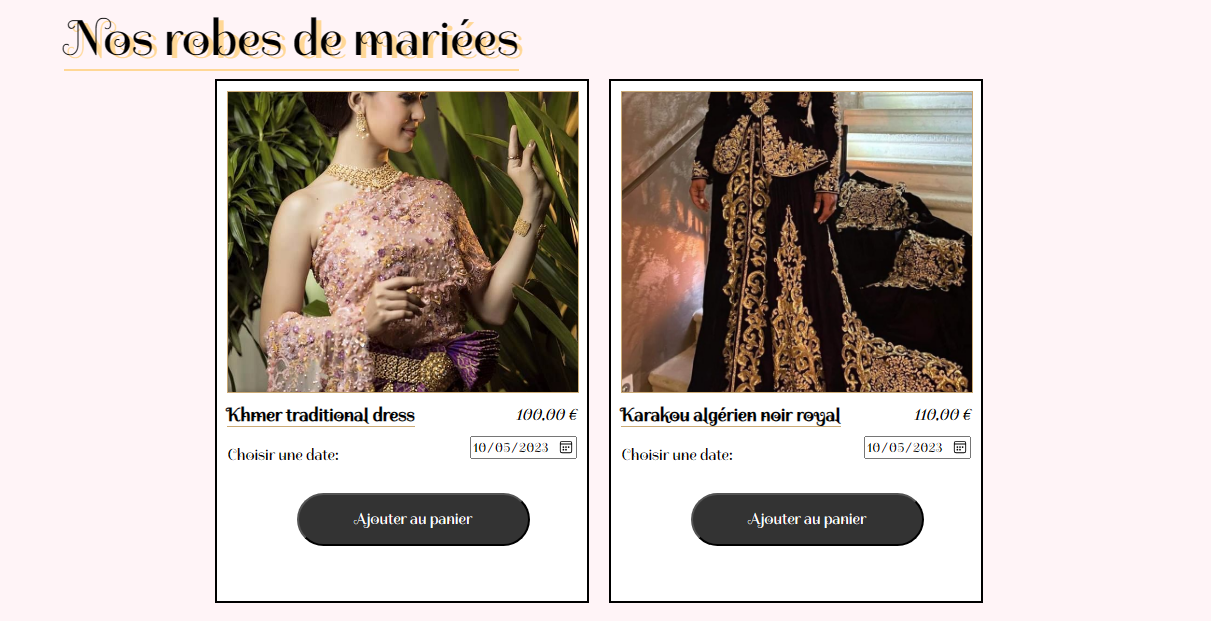 Nos robes de mariées
Khmer traditional dress 100,00 €
Choisir une date: 10/05/2023
Ajouter au panier
Karakou algérien noir royal 110,00 €
Choisir une date: 10/05/2023
Ajouter au panier